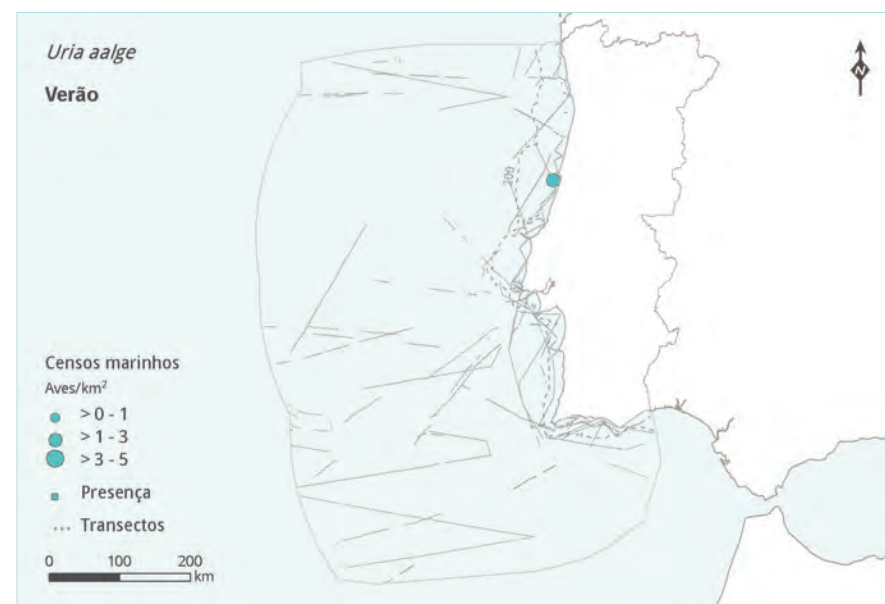 Uria aalge
Verão
N
200
Censos marinhos
Aves/km²
> 0 - 1
> 1 - 3
> 3 - 5
Presença
Transectos
0 100 200
km